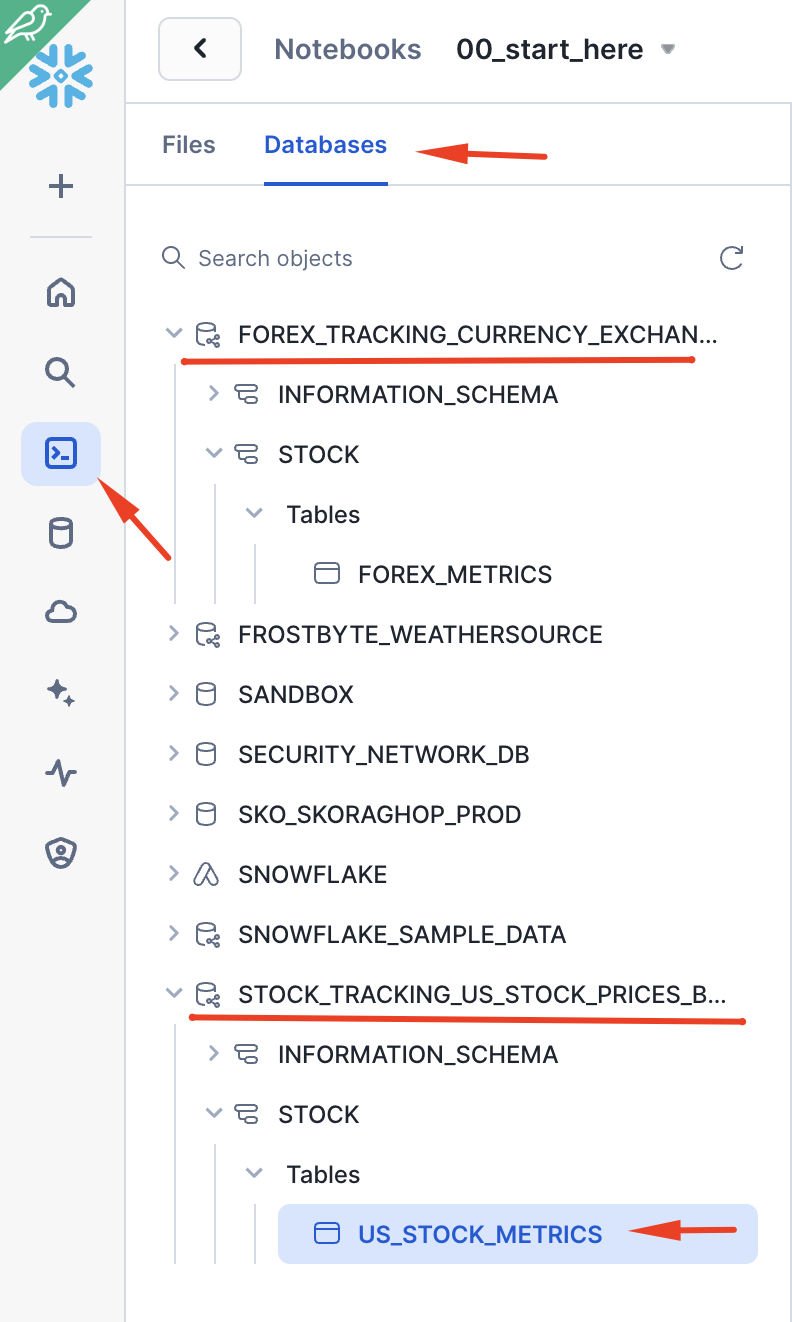 Notebooks 00_start_here
Files Databases
Search objects
FOREX_TRACKING_CURRENCY_EXCHAN...
INFORMATION_SCHEMA
STOCK
Tables
FOREX_METRICS
FROSTBYTE_WEATHERSOURCE
SANDBOX
SECURITY_NETWORK_DB
SKO_SKORAGHOP_PROD
SNOWFLAKE
SNOWFLAKE_SAMPLE_DATA
STOCK_TRACKING_US_STOCK_PRICES_B...
INFORMATION_SCHEMA
STOCK
Tables
US_STOCK_METRICS